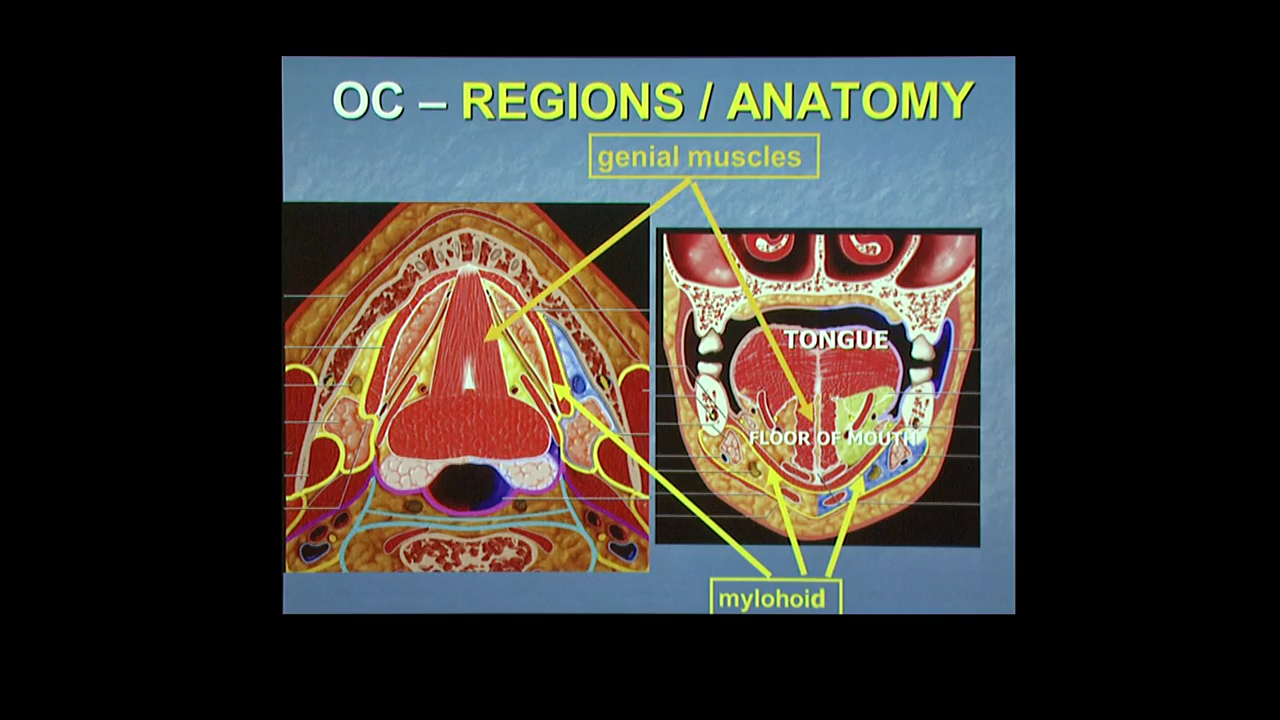 OC – REGIONS / ANATOMY
genial muscles
TONGUE
FLOOR OF MOUTH
mylohoid